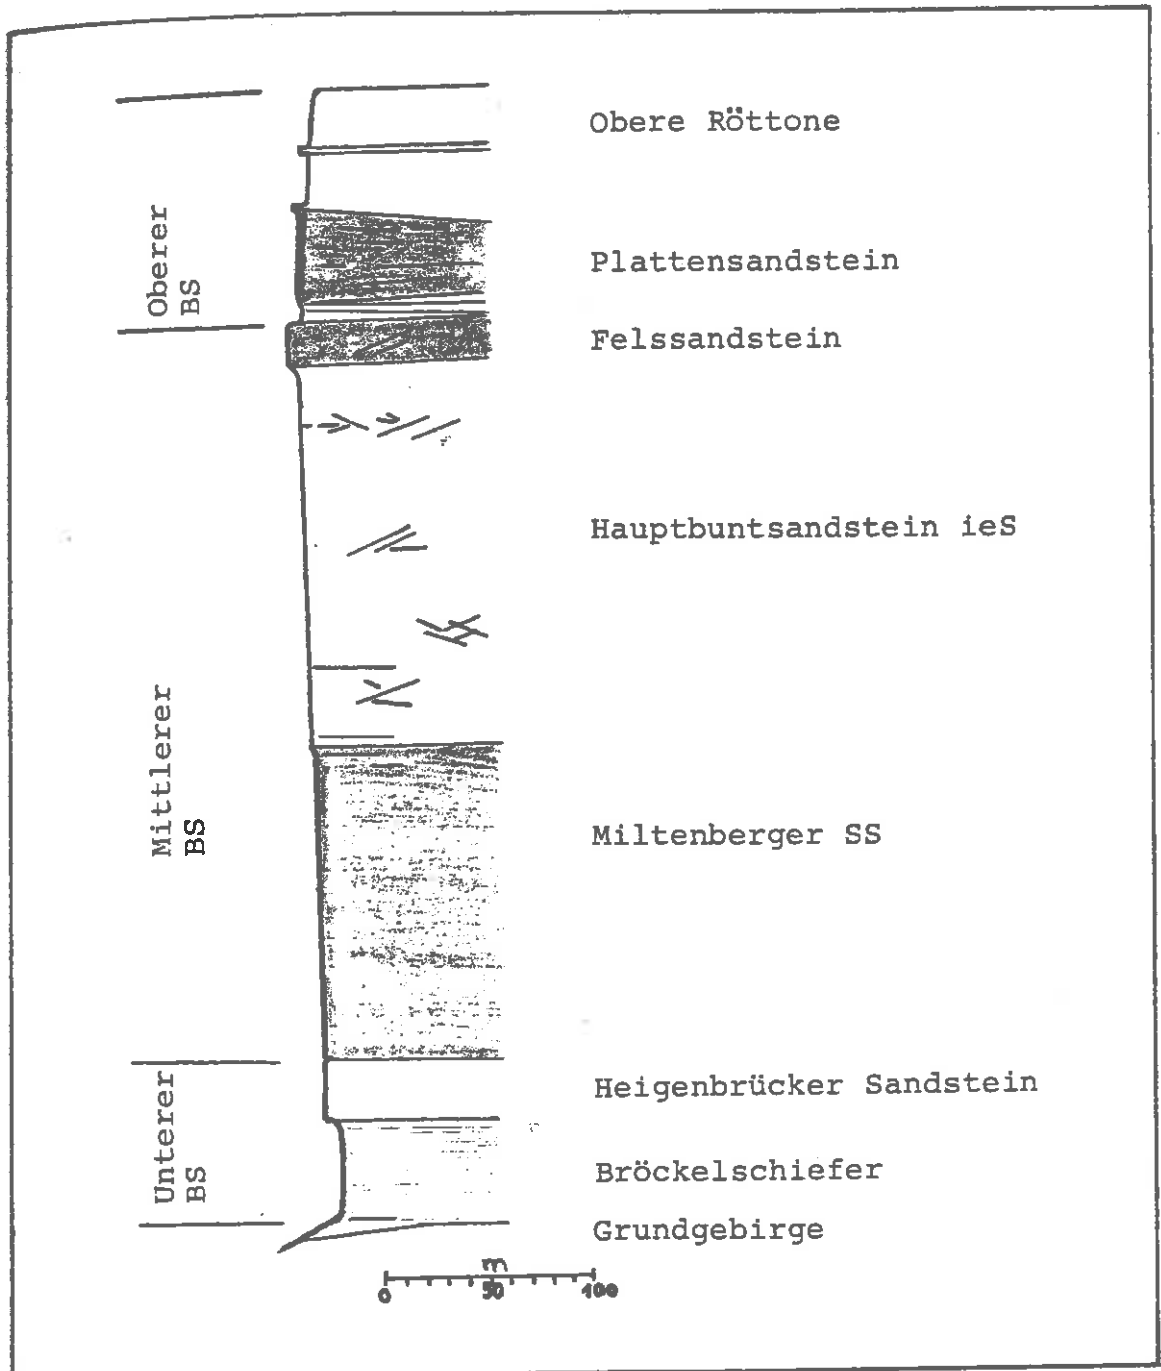 Obere Röttone
Oberer
BS
Plattensandstein
Felssandstein
Hauptbuntsandstein ieS
Mittlerer
BS
Miltenberger SS
Unterer
BS
Heigenbrücker Sandstein
Bröckelschiefer
Grundgebirge
m
0 50 100